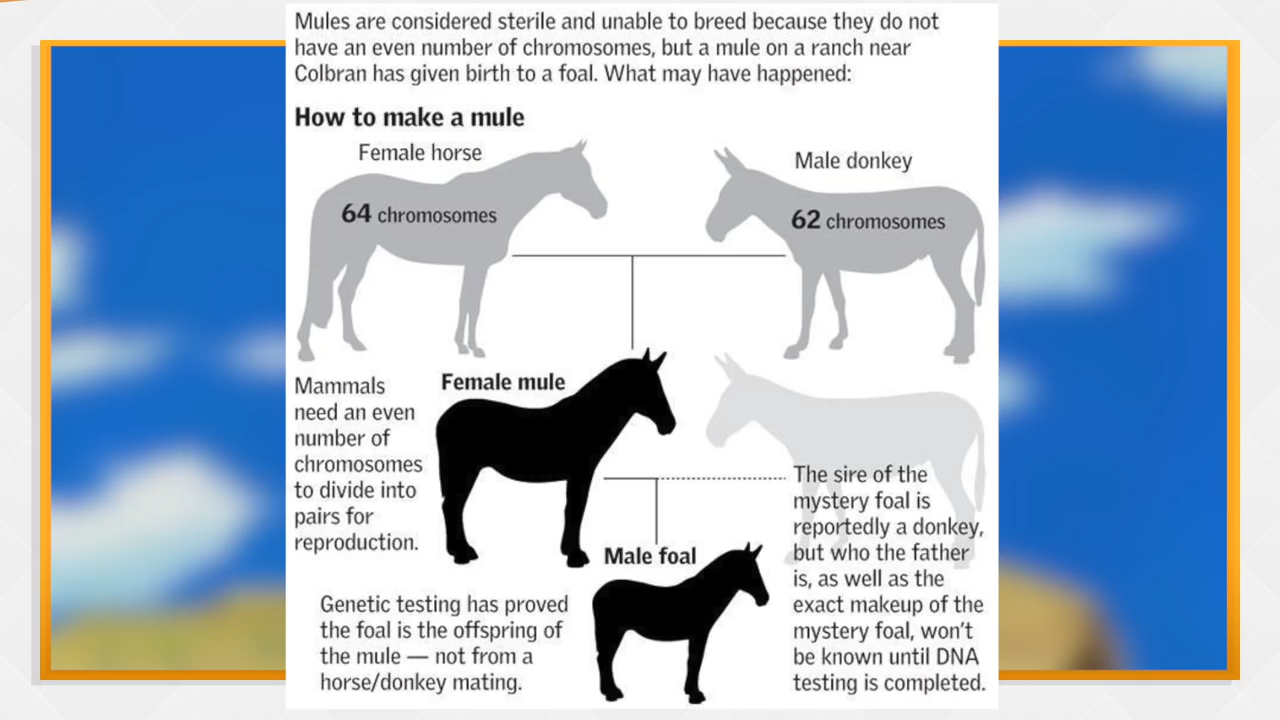 Mules are considered sterile and unable to breed because they do not
have an even number of chromosomes, but a mule on a ranch near
Colbran has given birth to a foal. What may have happened:
How to make a mule
Female horse
Male donkey
64 chromosomes
62 chromosomes
Mammals
need an even
number of
chromosomes
to divide into
pairs for
reproduction.
Female mule
The sire of the
mystery foal is
reportedly a donkey,
but who the father
is, as well as the
exact makeup of the
mystery foal, won't
be known until DNA
testing is completed.
Male foal
Genetic testing has proved
the foal is the offspring of
the mule — not from a
horse/donkey mating.